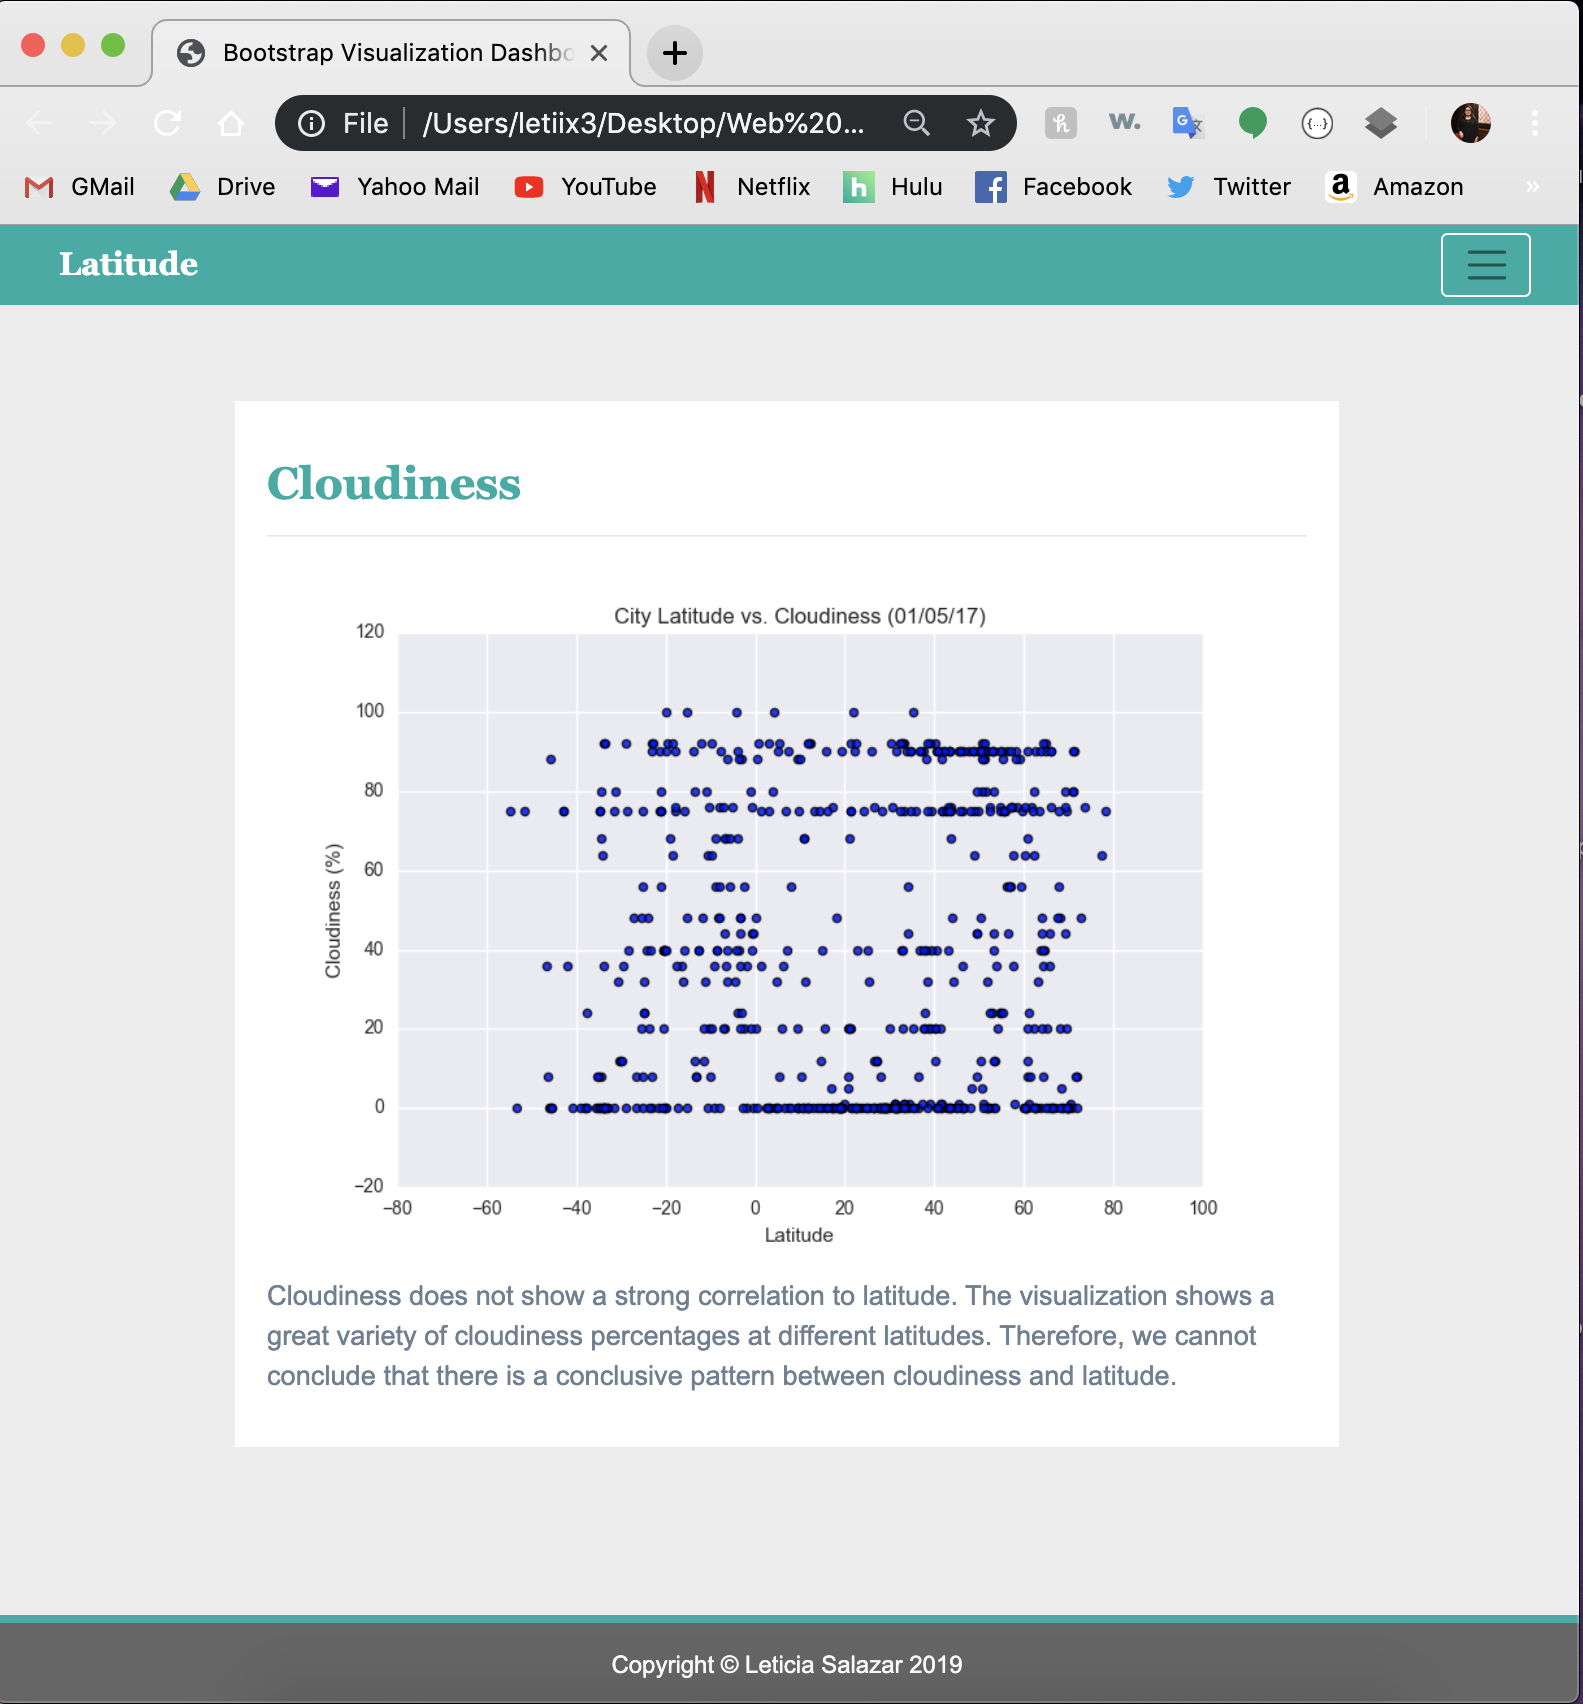 Bootstrap Visualization Dashbo
File
/Users/letiix3/Desktop/Web%20...
GMail Drive Yahoo Mail YouTube Netflix Hulu Facebook Twitter Amazon »
Latitude
Cloudiness
City Latitude vs. Cloudiness (01/05/17)
120
100
80
60
40
20
0
−20
Cloudiness (%)
−80 −60 −40 −20 0 20 40 60 80 100
Latitude
Cloudiness does not show a strong correlation to latitude. The visualization shows a
great variety of cloudiness percentages at different latitudes. Therefore, we cannot
conclude that there is a conclusive pattern between cloudiness and latitude.
Copyright © Leticia Salazar 2019